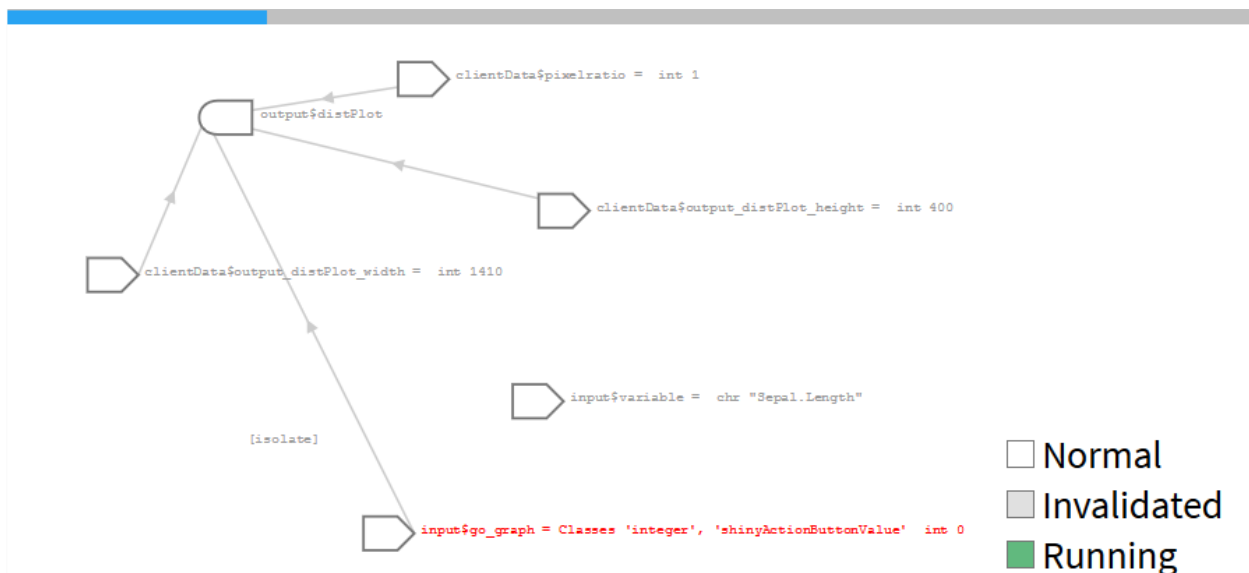 clientData$pixelratio =  int 1
output$distPlot
clientData$output_distPlot_height =  int 400
clientData$output_distPlot_width =  int 1410
input$variable =  chr "Sepal.Length"
[isolate]
input$go_graph = Classes 'integer', 'shinyActionButtonValue'  int 0
Normal
Invalidated
Running